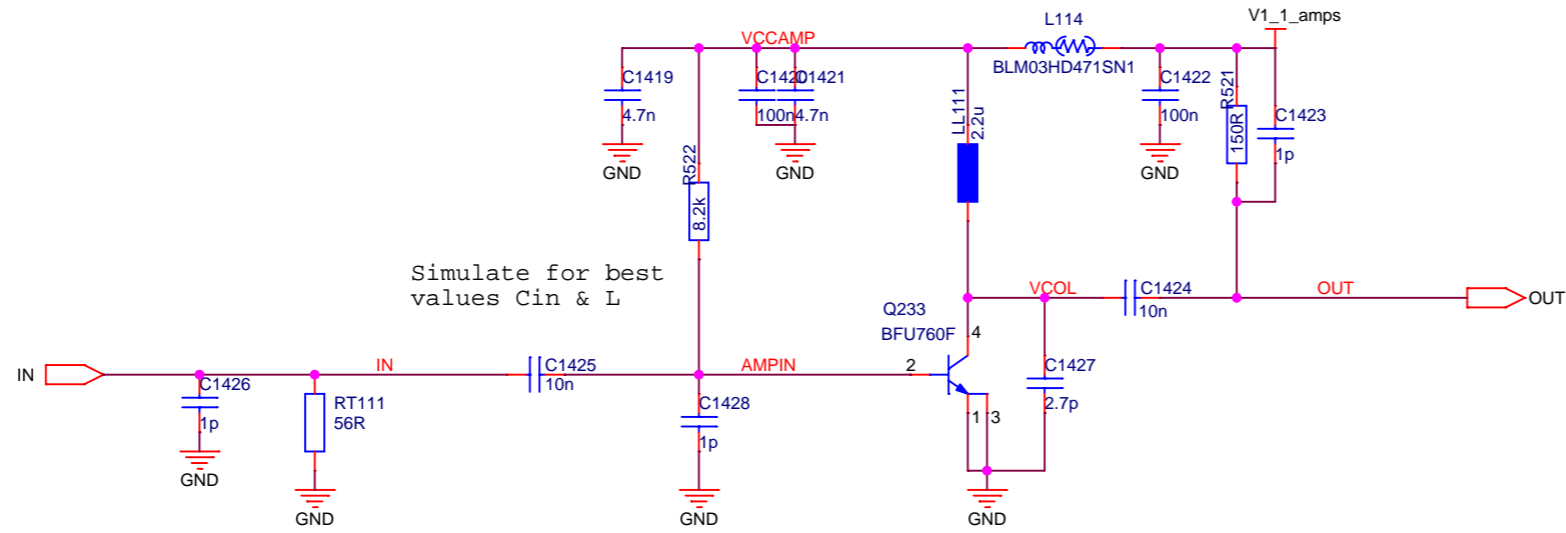 V1_1_amps
L114
VCCAMP
BLM03HD471SN1
C1419
4.7n
GND
C1420
100n
C1421
4.7n
GND
LL111
2.2u
C1422
100n
GND
R521
150R
C1423
1p
R522
8.2k
Simulate for best
values Cin & L
Q233
BFU760F
4
VCOL
C1424
10n
OUT
OUT
IN
IN
C1426
1p
GND
RT111
56R
GND
C1425
10n
AMPIN
2
C1428
1p
GND
1
3
C1427
2.7p
GND